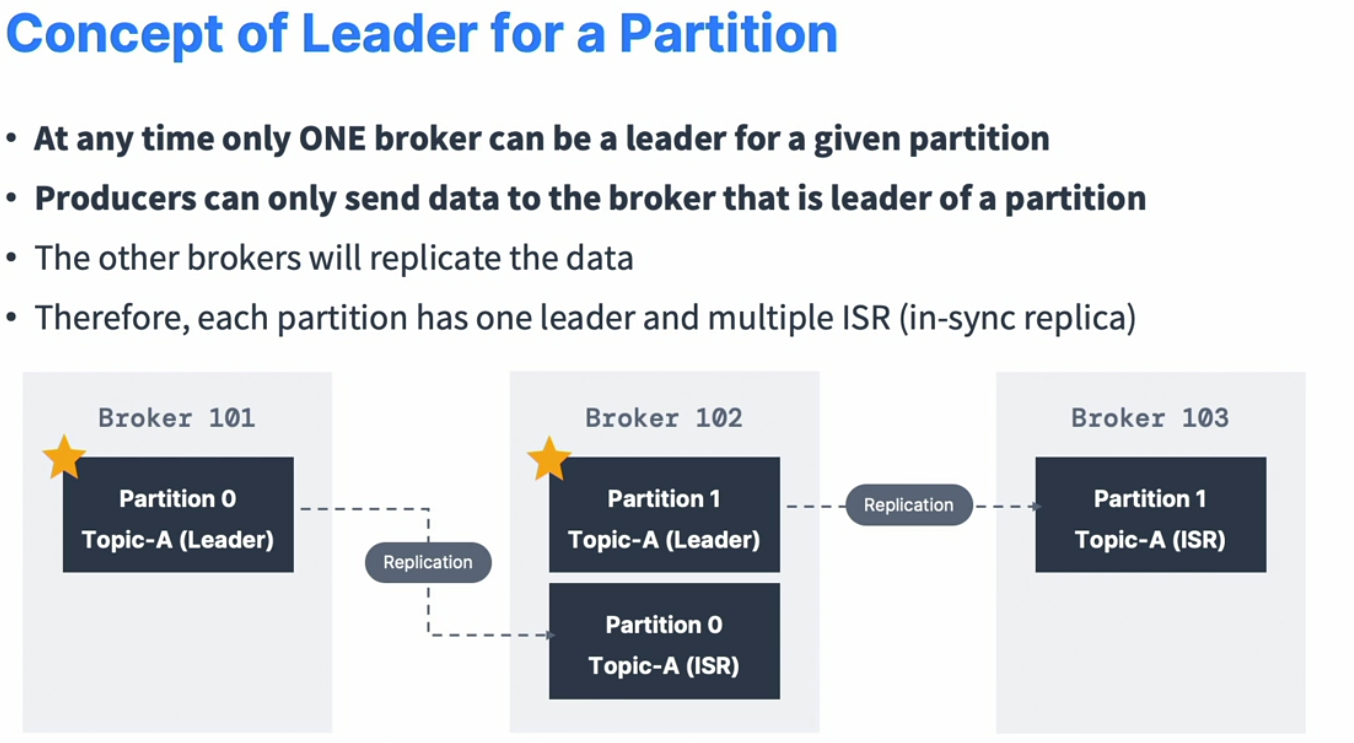 Concept of Leader for a Partition
• At any time only ONE broker can be a leader for a given partition
• Producers can only send data to the broker that is leader of a partition
• The other brokers will replicate the data
• Therefore, each partition has one leader and multiple ISR (in-sync replica)
Broker 101
Partition 0
Topic-A (Leader)
Replication
Broker 102
Partition 1
Topic-A (Leader)
Partition 0
Topic-A (ISR)
Replication
Broker 103
Partition 1
Topic-A (ISR)